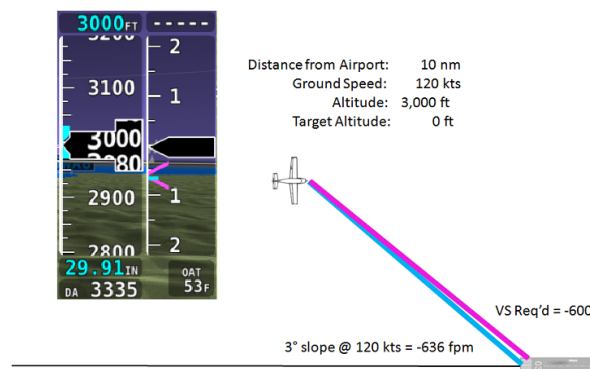 3000FT - - - - -
3200
2
3100
1
3000
80
2900
1
2800
2
29.91IN
OAT
DA 3335
53F
Distance from Airport: 10 nm
Ground Speed: 120 kts
Altitude: 3,000 ft
Target Altitude: 0 ft
VS Req'd = -600
3° slope @ 120 kts = -636 fpm